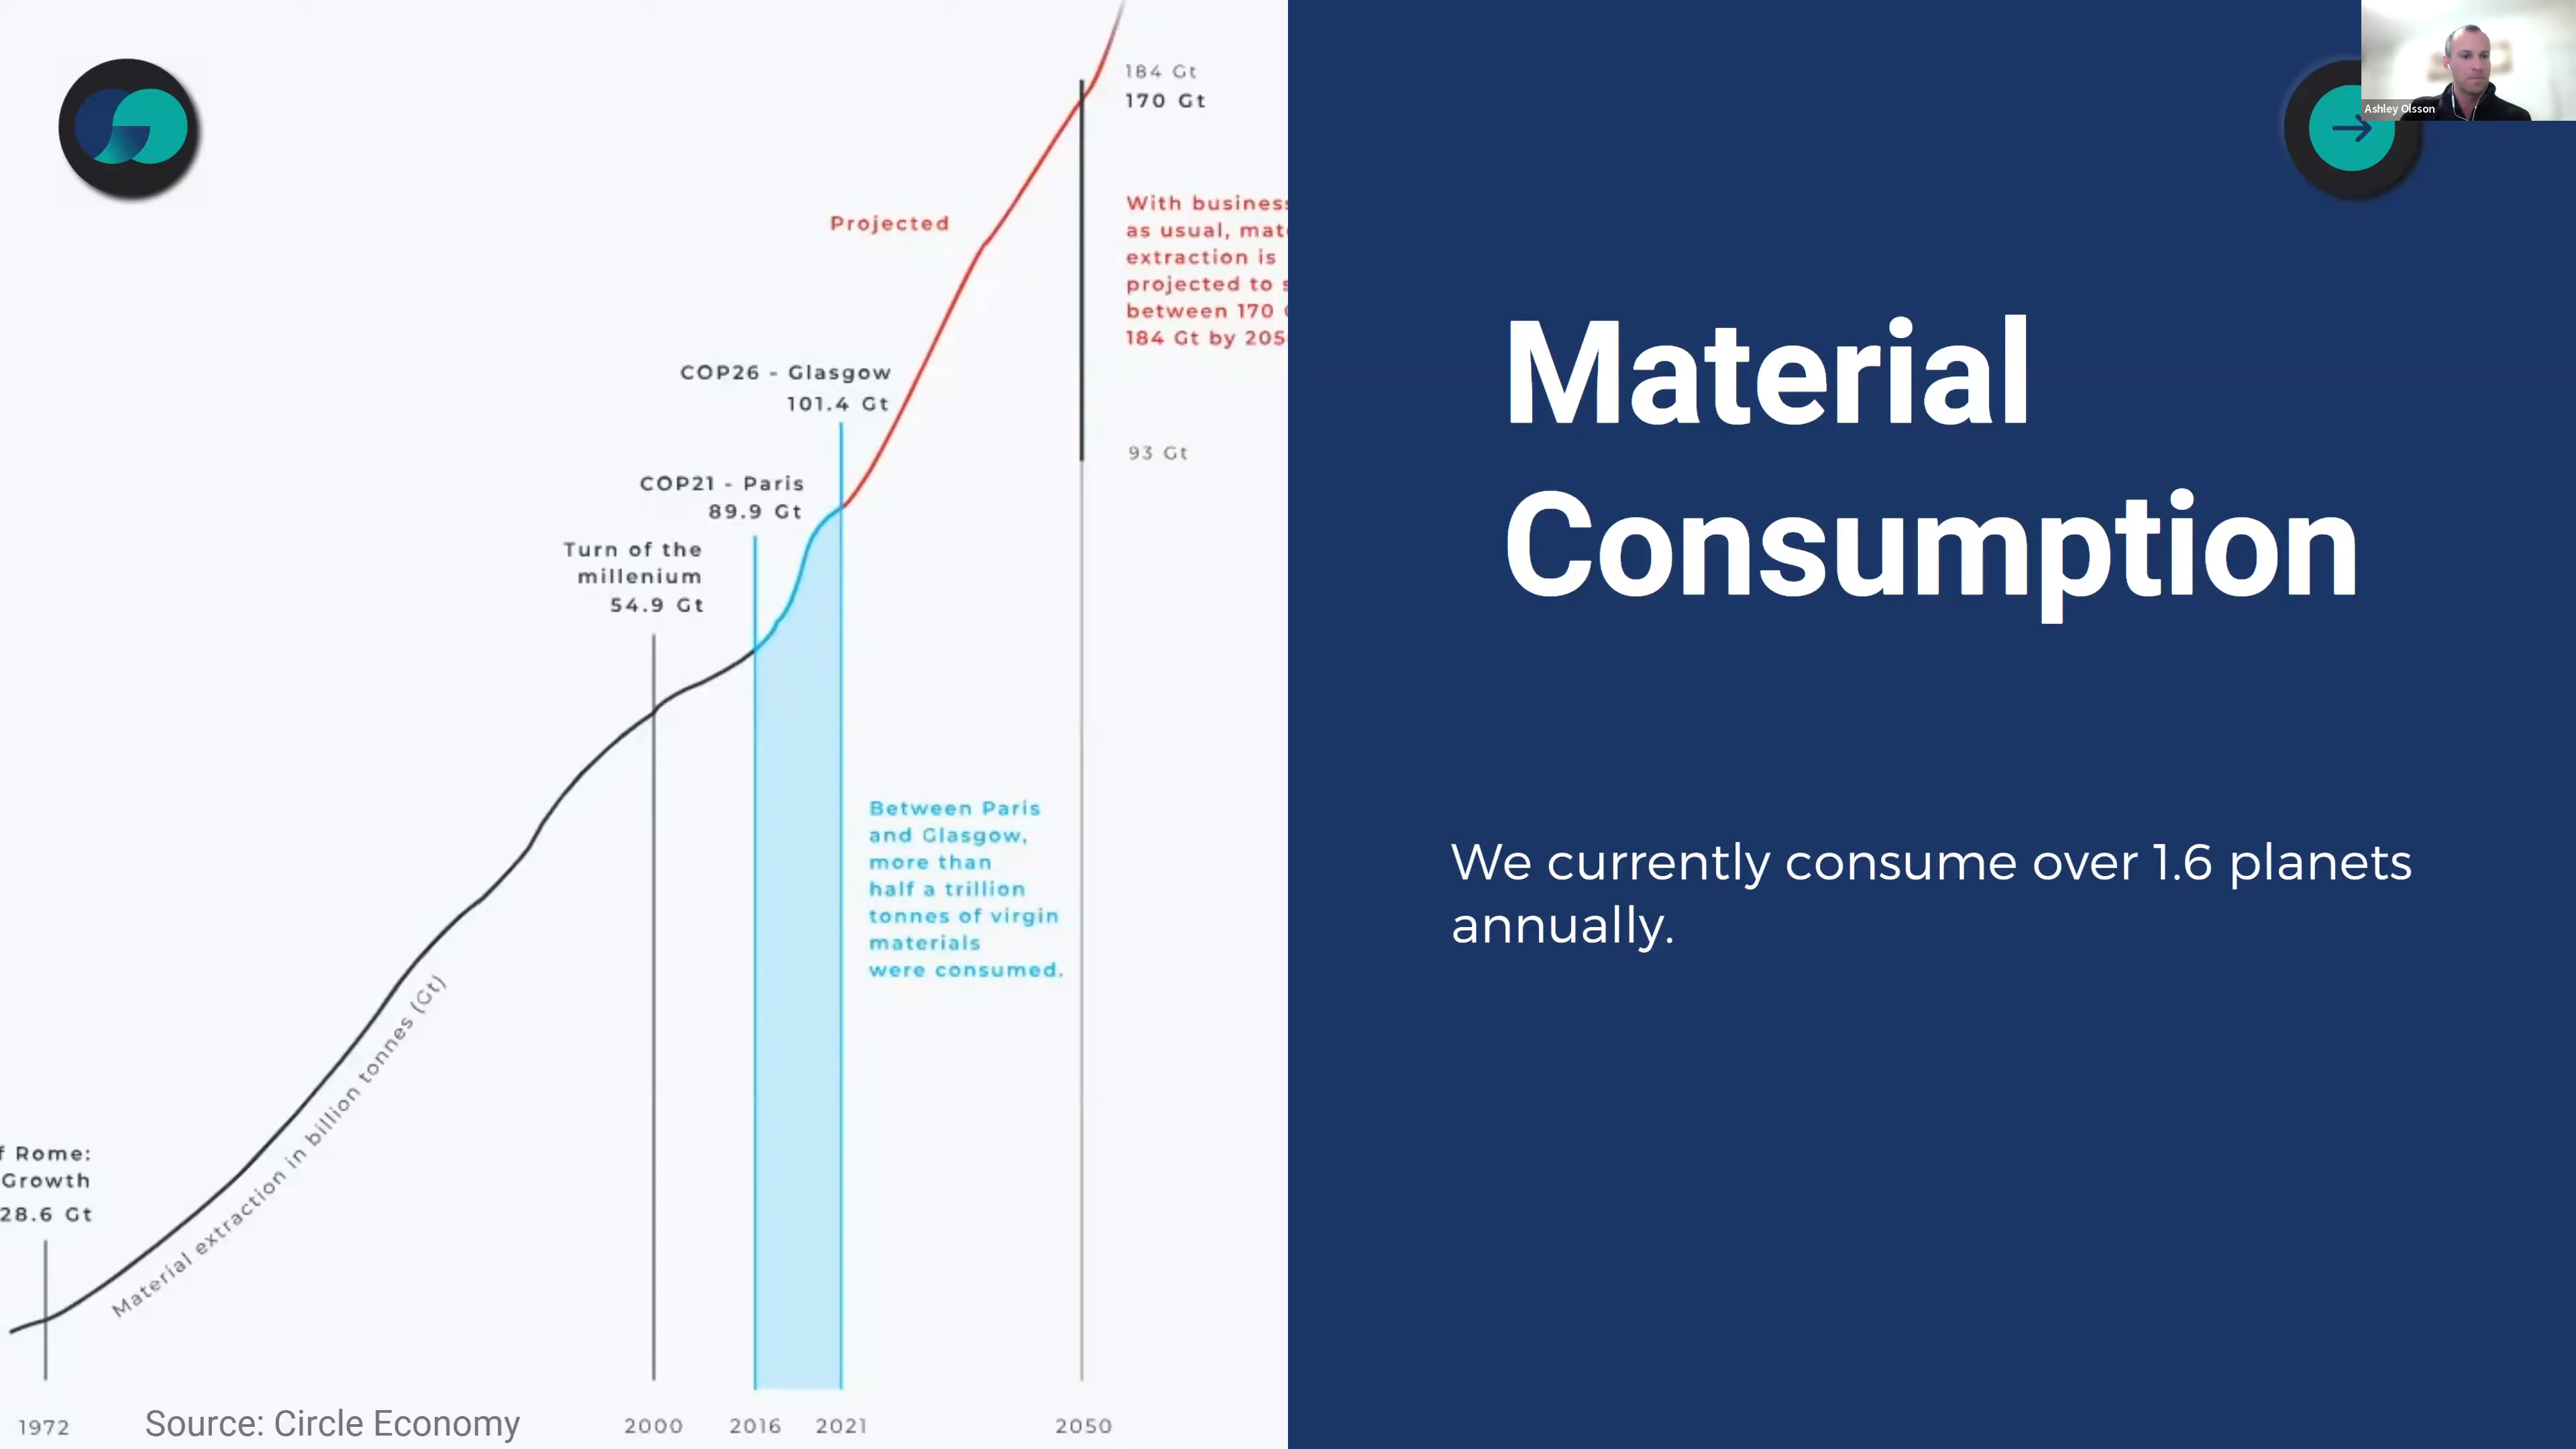 184 Gt
170 Gt
With business
as usual,
extraction is
projected to
between 170
184 Gt by
Projected
COP26 - Glasgow
101.4 Gt
93 Gt
COP21 - Paris
89.9 Gt
Turn of the
millenium
54.9 Gt
Between Paris
and Glasgow,
more than
half a trillion
tonnes of virgin
materials
were consumed.
Material extraction in billion tonnes (Gt)
Rome:
Growth
28.6 Gt
1972
2000
2016
2021
2050
Source: Circle Economy
Ashley Olsson
Material
Consumption
We currently consume over 1.6 planets
annually.